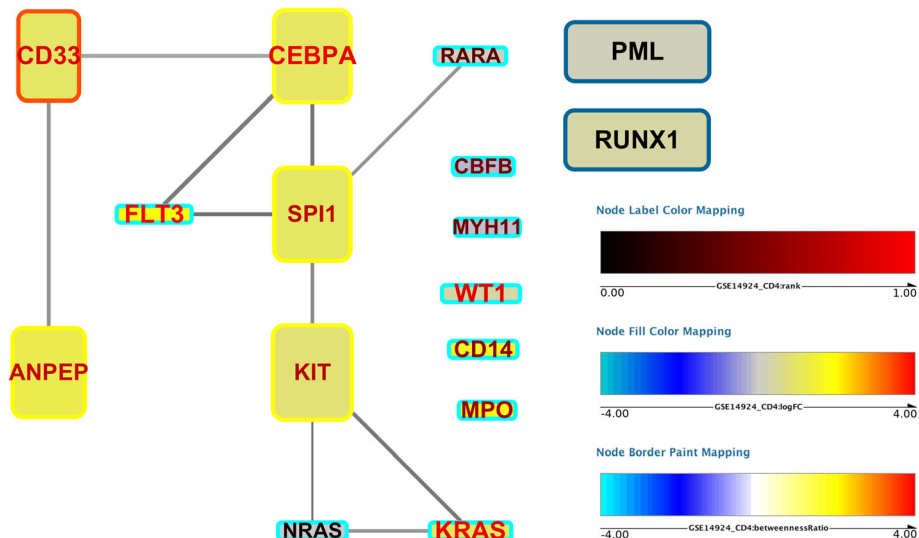 CD33
CEBPA
RARA
PML
RUNX1
CBFB
FLT3
SPI1
MYH11
WT1
ANPEP
KIT
CD14
MPO
NRAS
KRAS
Node Label Color Mapping
GSE14924_CD4:rank
0.00 1.00
Node Fill Color Mapping
GSE14924_CD4:logFC
-4.00 4.00
Node Border Paint Mapping
GSE14924_CD4:betweennessRatio
-4.00 4.00